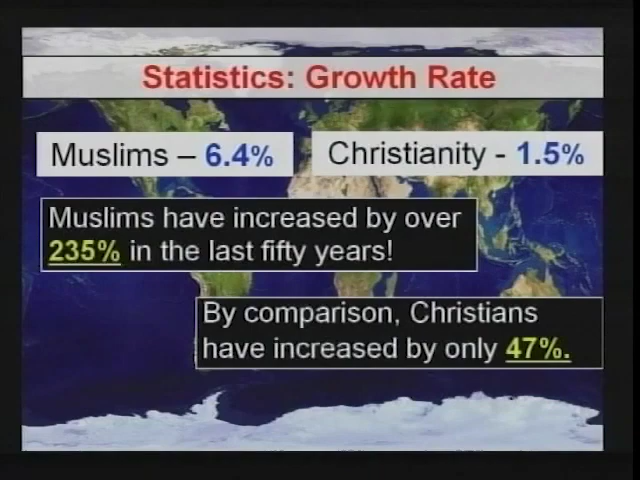 Statistics: Growth Rate
Muslims – 6.4%
Christianity - 1.5%
Muslims have increased by over
235% in the last fifty years!
By comparison, Christians
have increased by only 47%.